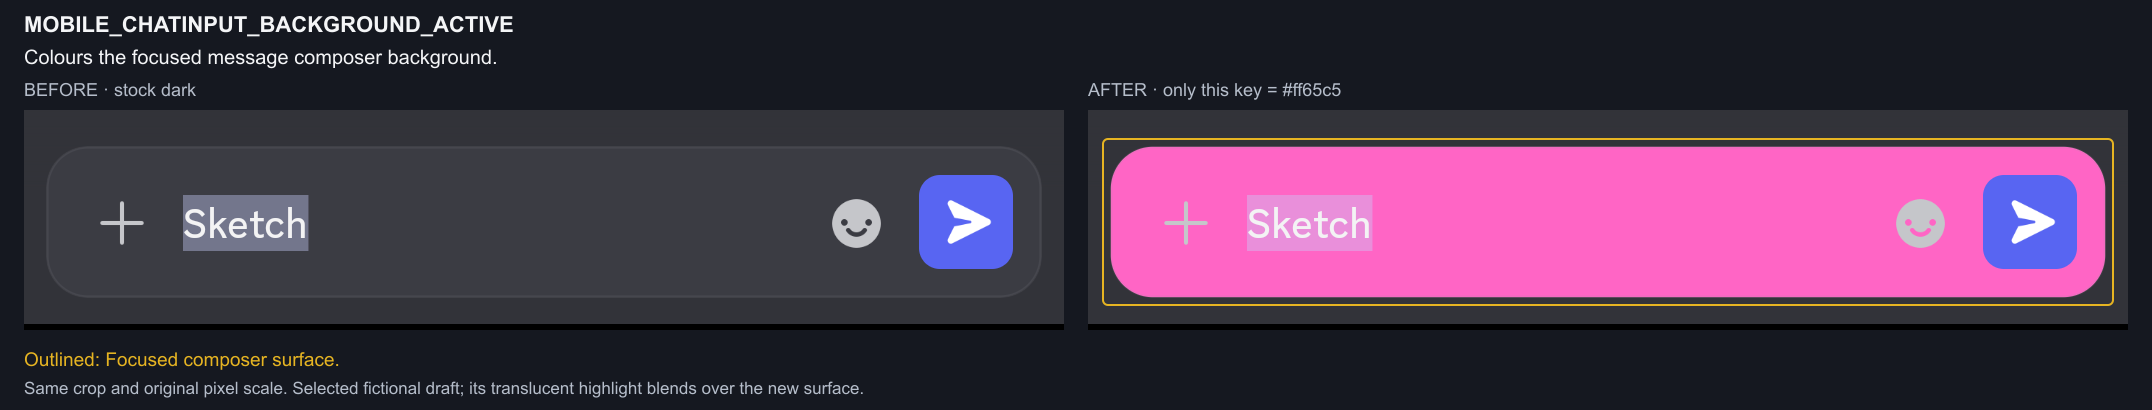 MOBILE_CHATINPUT_BACKGROUND_ACTIVE
Colours the focused message composer background.
BEFORE · stock dark
AFTER · only this key = #ff65c5
Sketch
Sketch
Outlined: Focused composer surface.
Same crop and original pixel scale. Selected fictional draft; its translucent highlight blends over the new surface.